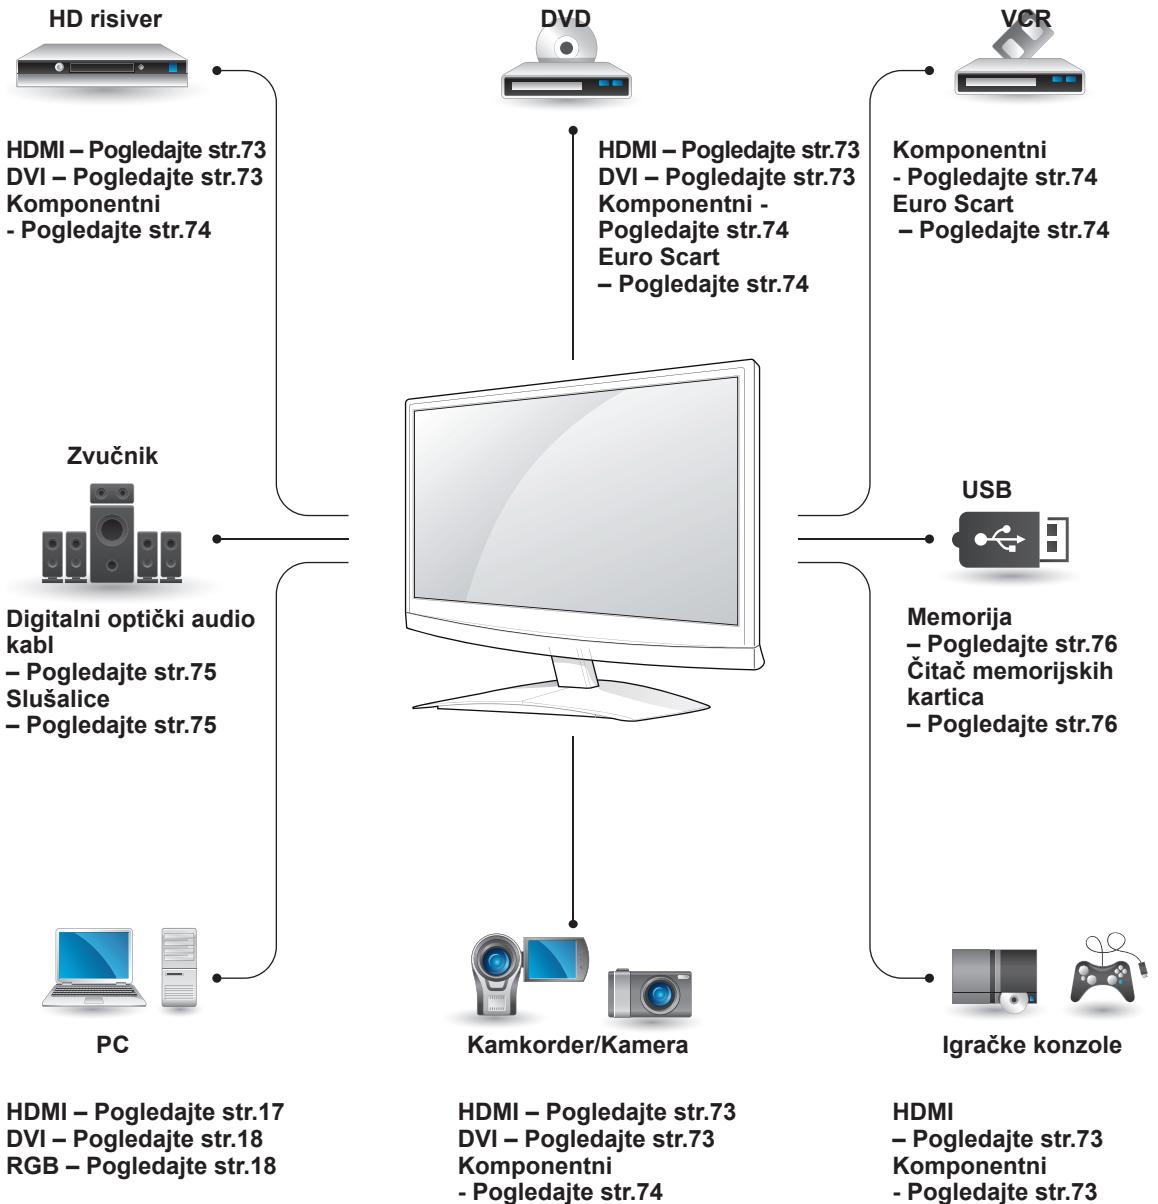 HD risiver
DVD
VCR
HDMI – Pogledajte str.73
DVI – Pogledajte str.73
Komponentni
- Pogledajte str.74
HDMI – Pogledajte str.73
DVI – Pogledajte str.73
Komponentni -
Pogledajte str.74
Euro Scart
– Pogledajte str.74
Komponentni
- Pogledajte str.74
Euro Scart
– Pogledajte str.74
Zvučnik
USB
Digitalni optički audio
kabl
– Pogledajte str.75
Slušalice
– Pogledajte str.75
Memorija
– Pogledajte str.76
Čitač memorijskih
kartica
– Pogledajte str.76
PC
Kamkorder/Kamera
Igračke konzole
HDMI – Pogledajte str.17
DVI – Pogledajte str.18
RGB – Pogledajte str.18
HDMI – Pogledajte str.73
DVI – Pogledajte str.73
Komponentni
- Pogledajte str.74
HDMI
– Pogledajte str.73
Komponentni
- Pogledajte str.73